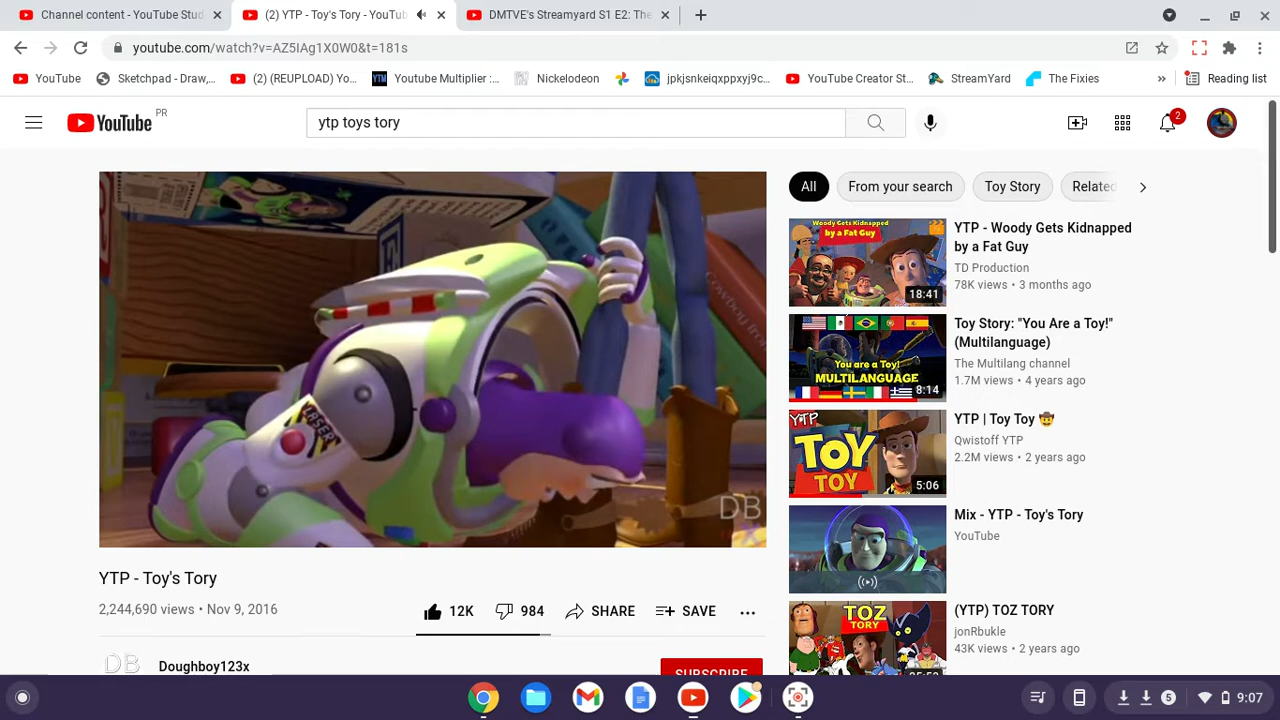 Channel content - YouTube Stud
(2) YTP - Toy's Tory - YouTub
DMTVE's Streamyard S1 E2: The
youtube.com/watch?v=AZ5IAg1X0W0&t=181s
YouTube
Sketchpad - Draw,...
(2) (REUPLOAD) Yo...
YTM
Youtube Multiplier :...
Nickelodeon
jpkjsnkeiqxppxyj9c...
YouTube Creator St...
StreamYard
The Fixies
»
Reading list
YouTube PR
ytp toys tory
2
All
From your search
Toy Story
Related
LASER
Cowboy
DB
Woody Gets Kidnapped
by a Fat Guy
18:41
YTP - Woody Gets Kidnapped
by a Fat Guy
TD Production
78K views • 3 months ago
You are a Toy!
MULTILANGUAGE
8:14
Toy Story: "You Are a Toy!"
(Multilanguage)
The Multilang channel
1.7M views • 4 years ago
YTP
TOY
TOY
5:06
YTP | Toy Toy 🤠
Qwistoff YTP
2.2M views • 2 years ago
Mix - YTP - Toy's Tory
YouTube
TOZ
TORY
(YTP) TOZ TORY
jonRbukle
43K views • 2 years ago
YTP - Toy's Tory
2,244,690 views • Nov 9, 2016
12K
984
SHARE
SAVE
DB
Doughboy123x
SUBSCRIBE
5
9:07